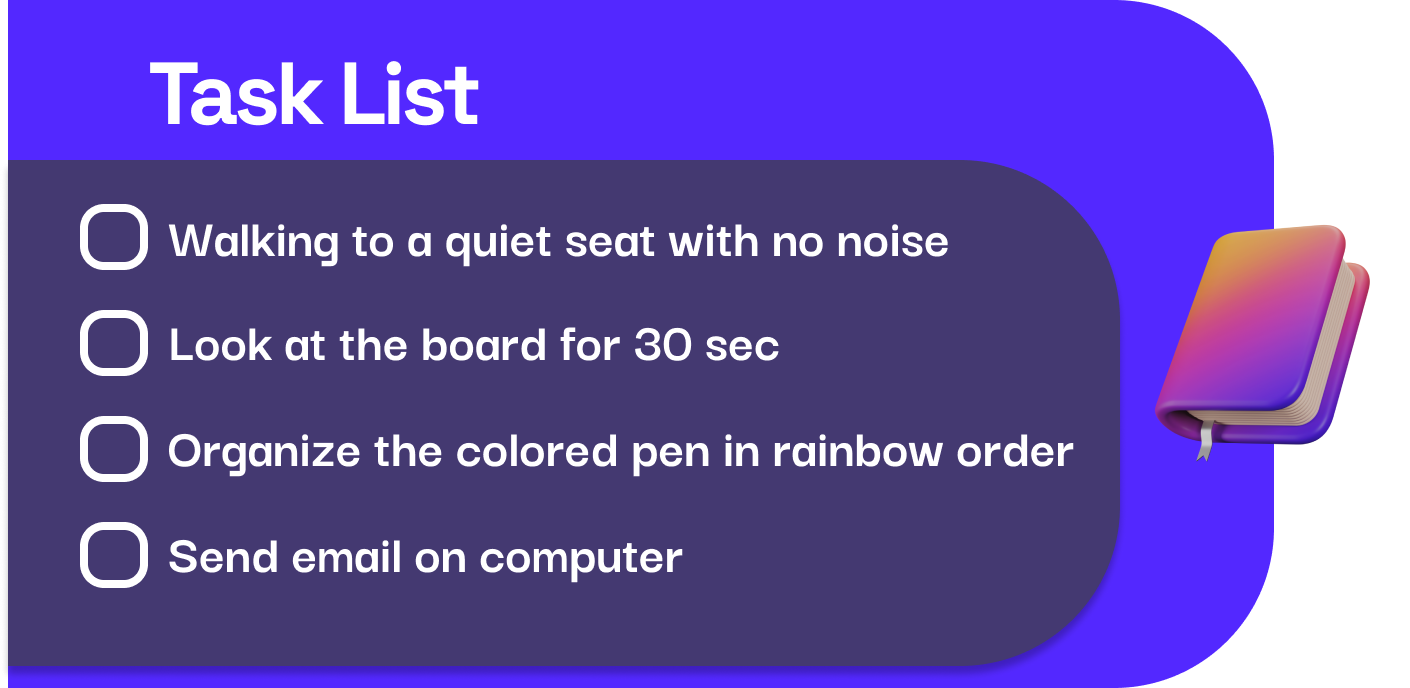 Task List
Walking to a quiet seat with no noise
Look at the board for 30 sec
Organize the colored pen in rainbow order
Send email on computer